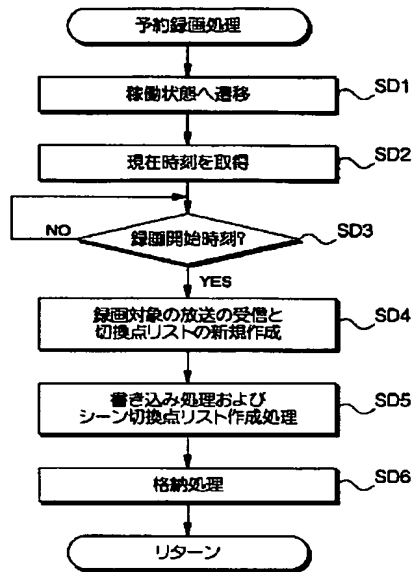 予約録画処理
稼働状態へ遷移
SD1
現在時刻を取得
SD2
録画開始時刻?
SD3
NO
YES
録画対象の放送の受信と
切換点リストの新規作成
SD4
書き込み処理および
シーン切換点リスト作成処理
SD5
格納処理
SD6
リターン